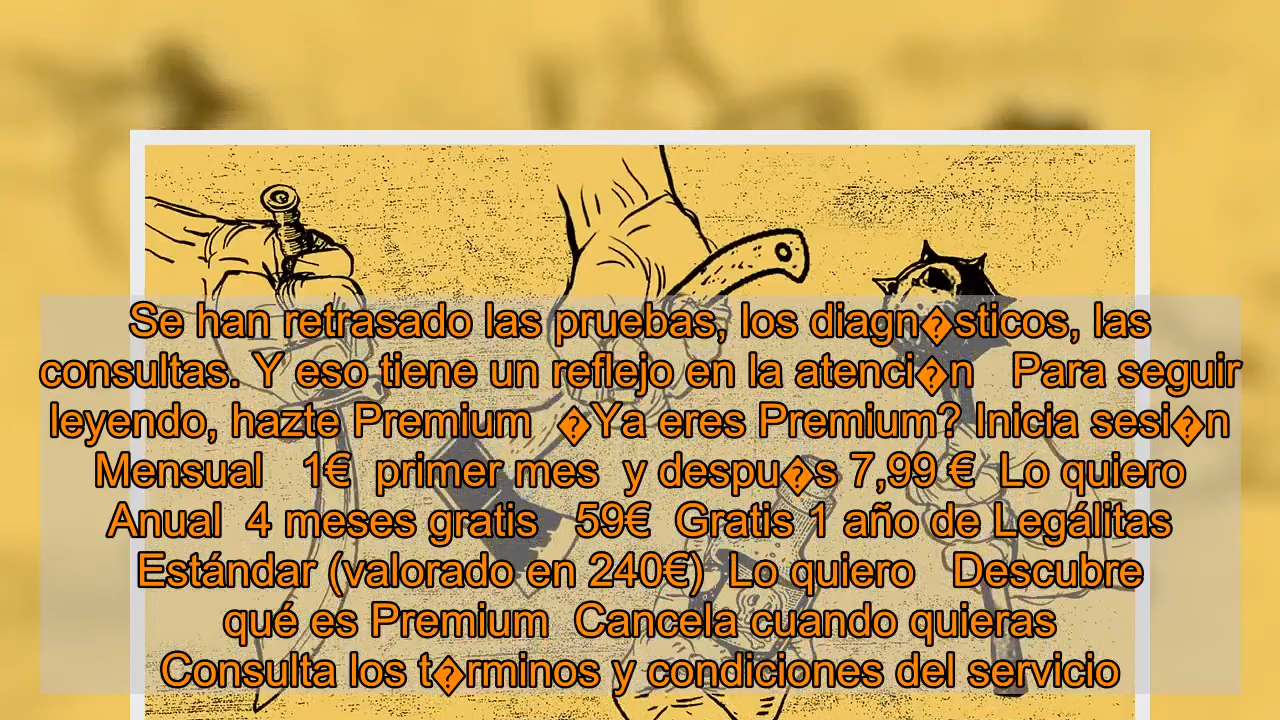 Se han retrasado las pruebas, los diagn�sticos, las
consultas. Y eso tiene un reflejo en la atenci�n Para seguir
leyendo, hazte Premium �Ya eres Premium? Inicia sesi�n
Mensual 1€ primer mes y despu�s 7,99 € Lo quiero
Anual 4 meses gratis 59€ Gratis 1 año de Legálitas
Estándar (valorado en 240€) Lo quiero Descubre
qué es Premium Cancela cuando quieras
Consulta los t�rminos y condiciones del servicio